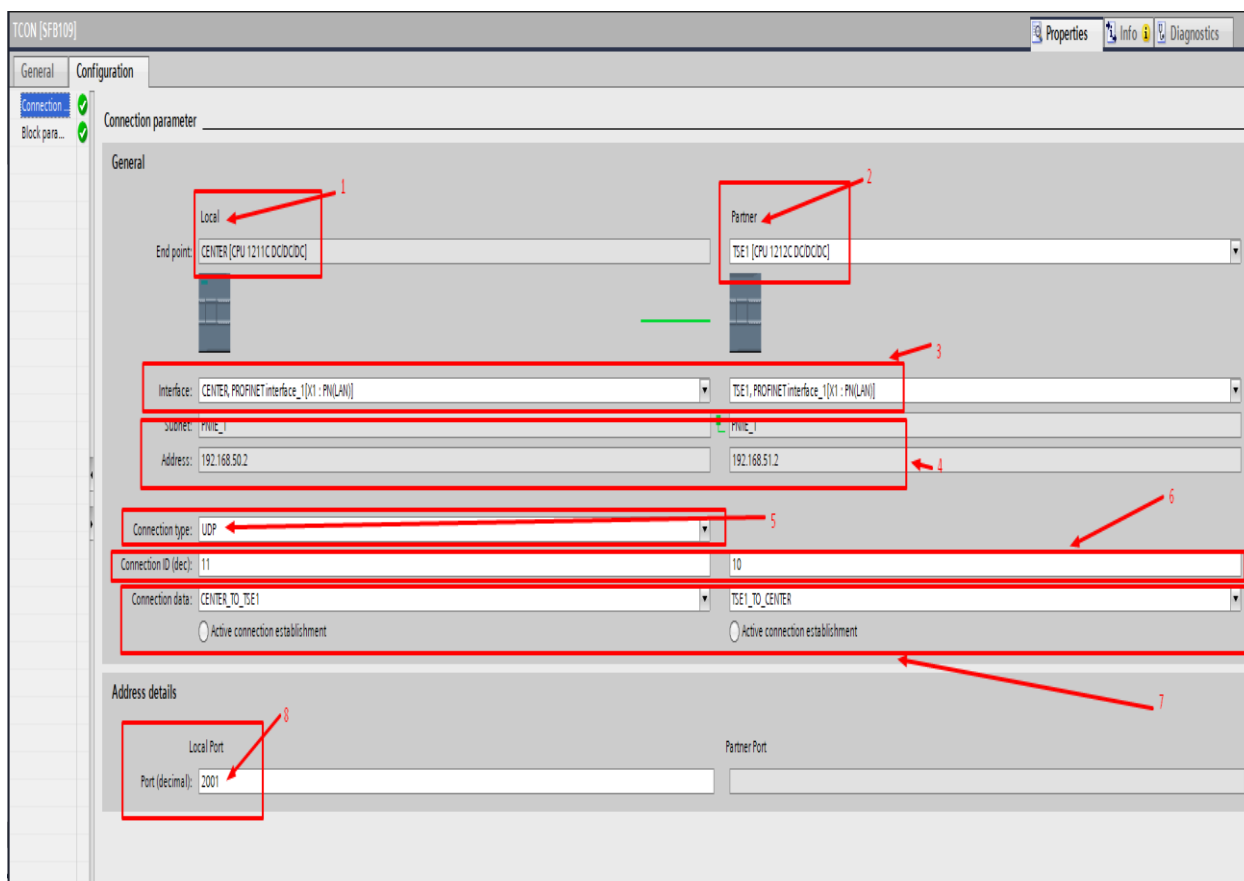 TCON [SFB109]
Properties Info Diagnostics
General Configuration
Connection ...
Block para...
Connection parameter
General
1
2
Local Partner
End point: CENTER [CPU 1211C DC/DC/DC] TSE1 [CPU 1212C DC/DC/DC]
3
Interface: CENTER, PROFINET interface_1[X1 : PN(LAN)] TSE1, PROFINET interface_1[X1 : PN(LAN)]
Subnet: PN/IE_1 PN/IE_1
Address: 192.168.50.2 192.168.51.2
4
6
Connection type: UDP
5
Connection ID (dec): 11 10
Connection data: CENTER_TO_TSE1 TSE1_TO_CENTER
Active connection establishment Active connection establishment
7
Address details
8
Local Port Partner Port
Port (decimal): 2001